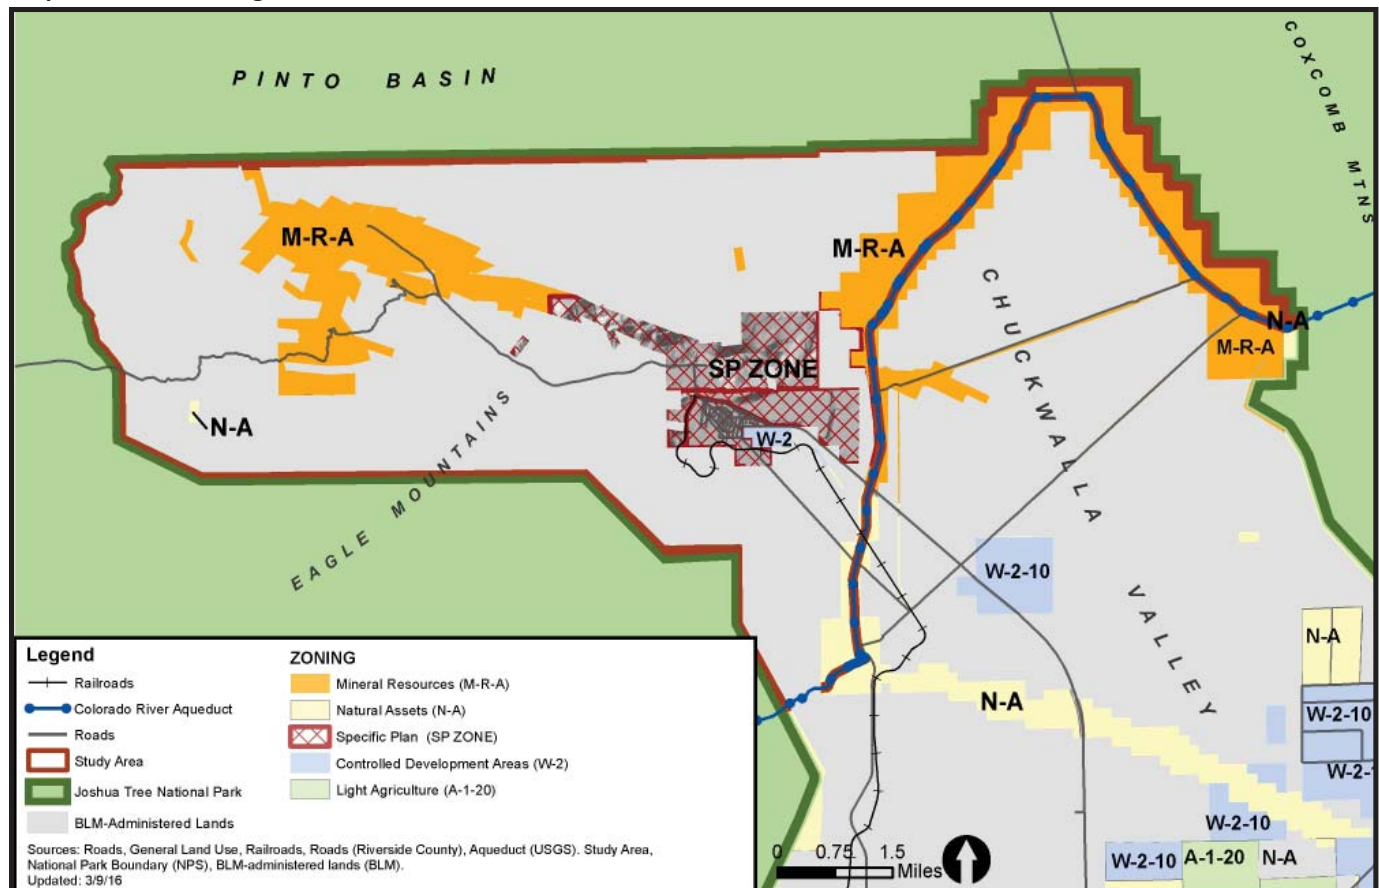 PINTO BASIN
COXCOMB MTNS
M-R-A
M-R-A
N-A
M-R-A
CHUCKWALLA VALLEY
SP ZONE
W-2
N-A
EAGLE MOUNTAINS
W-2-10
N-A
N-A
W-2-10
W-2-
W-2-10
W-2-10
A-1-20
N-A
Legend
Railroads
Colorado River Aqueduct
Roads
Study Area
Joshua Tree National Park
BLM-Administered Lands
ZONING
Mineral Resources (M-R-A)
Natural Assets (N-A)
Specific Plan (SP ZONE)
Controlled Development Areas (W-2)
Light Agriculture (A-1-20)
Sources: Roads, General Land Use, Railroads, Roads (Riverside County), Aqueduct (USGS). Study Area,
National Park Boundary (NPS), BLM-administered lands (BLM).
Updated: 3/9/16
0 0.75 1.5
Miles